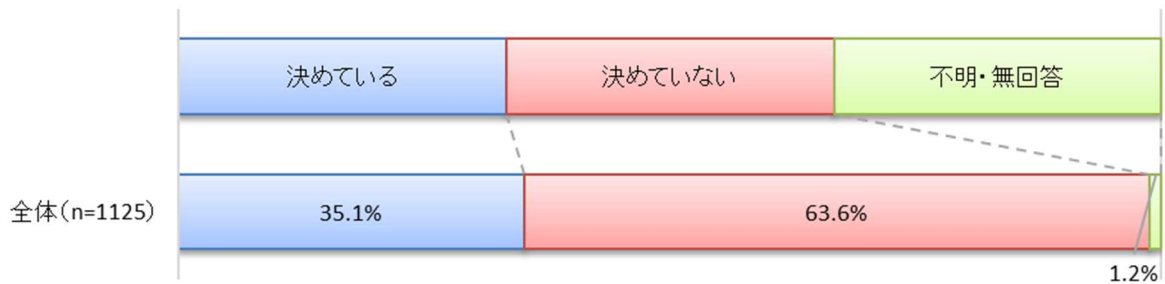 決めている 決めていない 不明・無回答
全体(n=1125) 35.1% 63.6%
1.2%